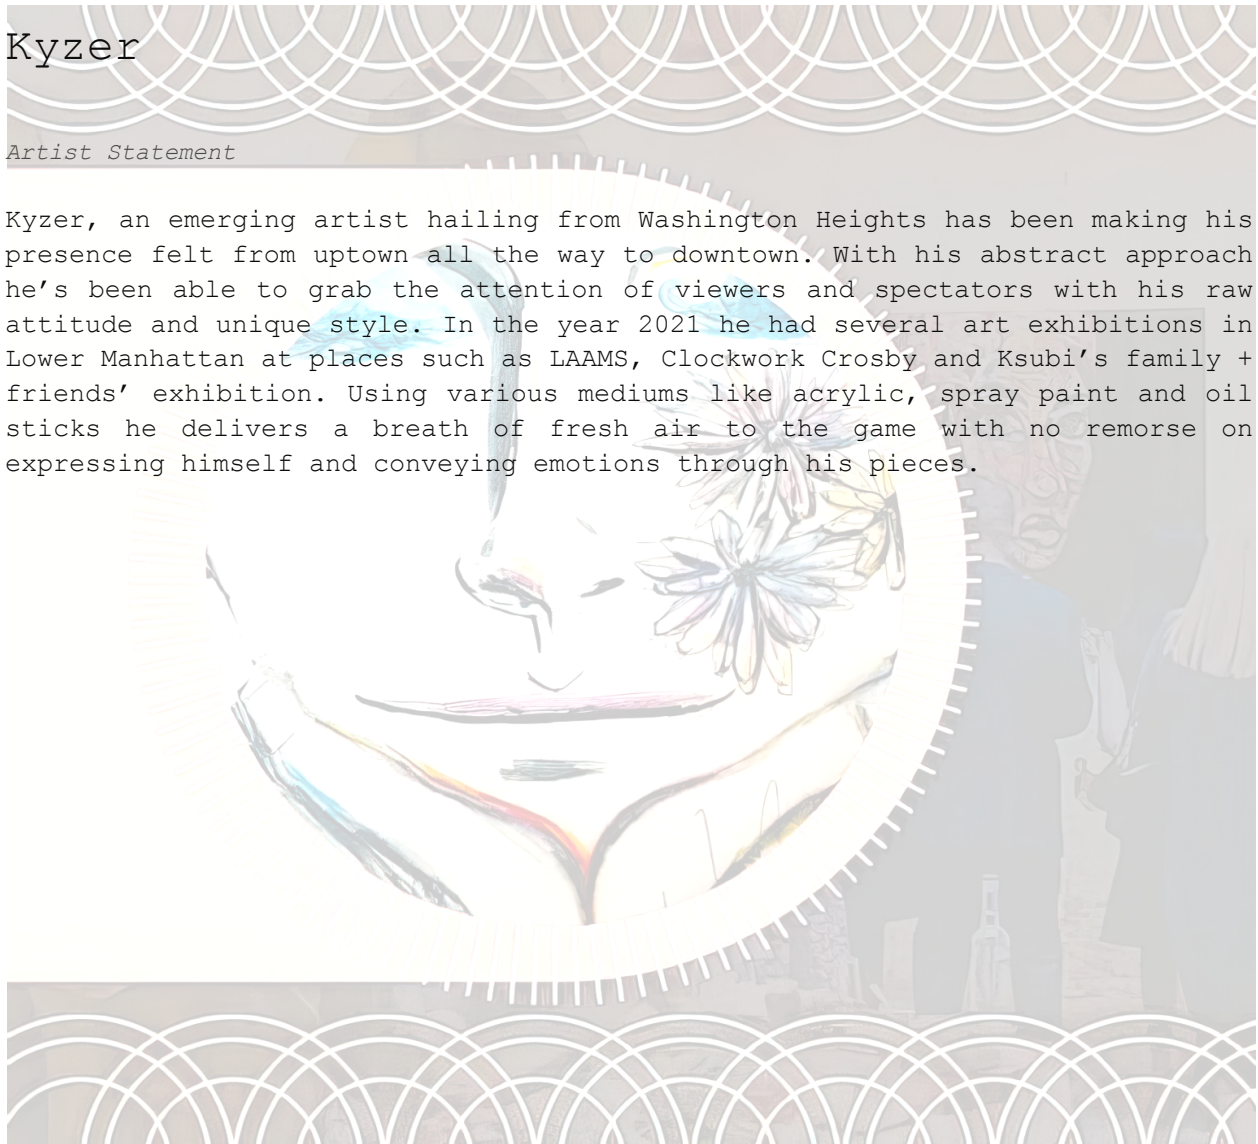 Kyzer
Artist Statement
Kyzer, an emerging artist hailing from Washington Heights has been making his
presence felt from uptown all the way to downtown. With his abstract approach
he’s been able to grab the attention of viewers and spectators with his raw
attitude and unique style. In the year 2021 he had several art exhibitions in
Lower Manhattan at places such as LAAMS, Clockwork Crosby and Ksubi’s family +
friends’ exhibition. Using various mediums like acrylic, spray paint and oil
sticks he delivers a breath of fresh air to the game with no remorse on
expressing himself and conveying emotions through his pieces.